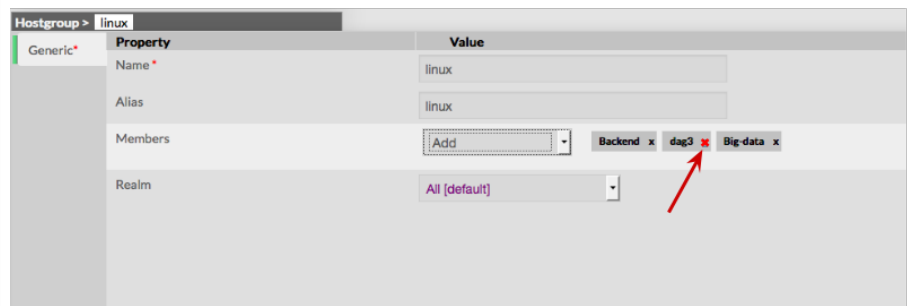 Hostgroup > linux
Generic*
Property Value
Name* linux
Alias linux
Members Add Backend x dag3 x Big-data x
Realm All [default]